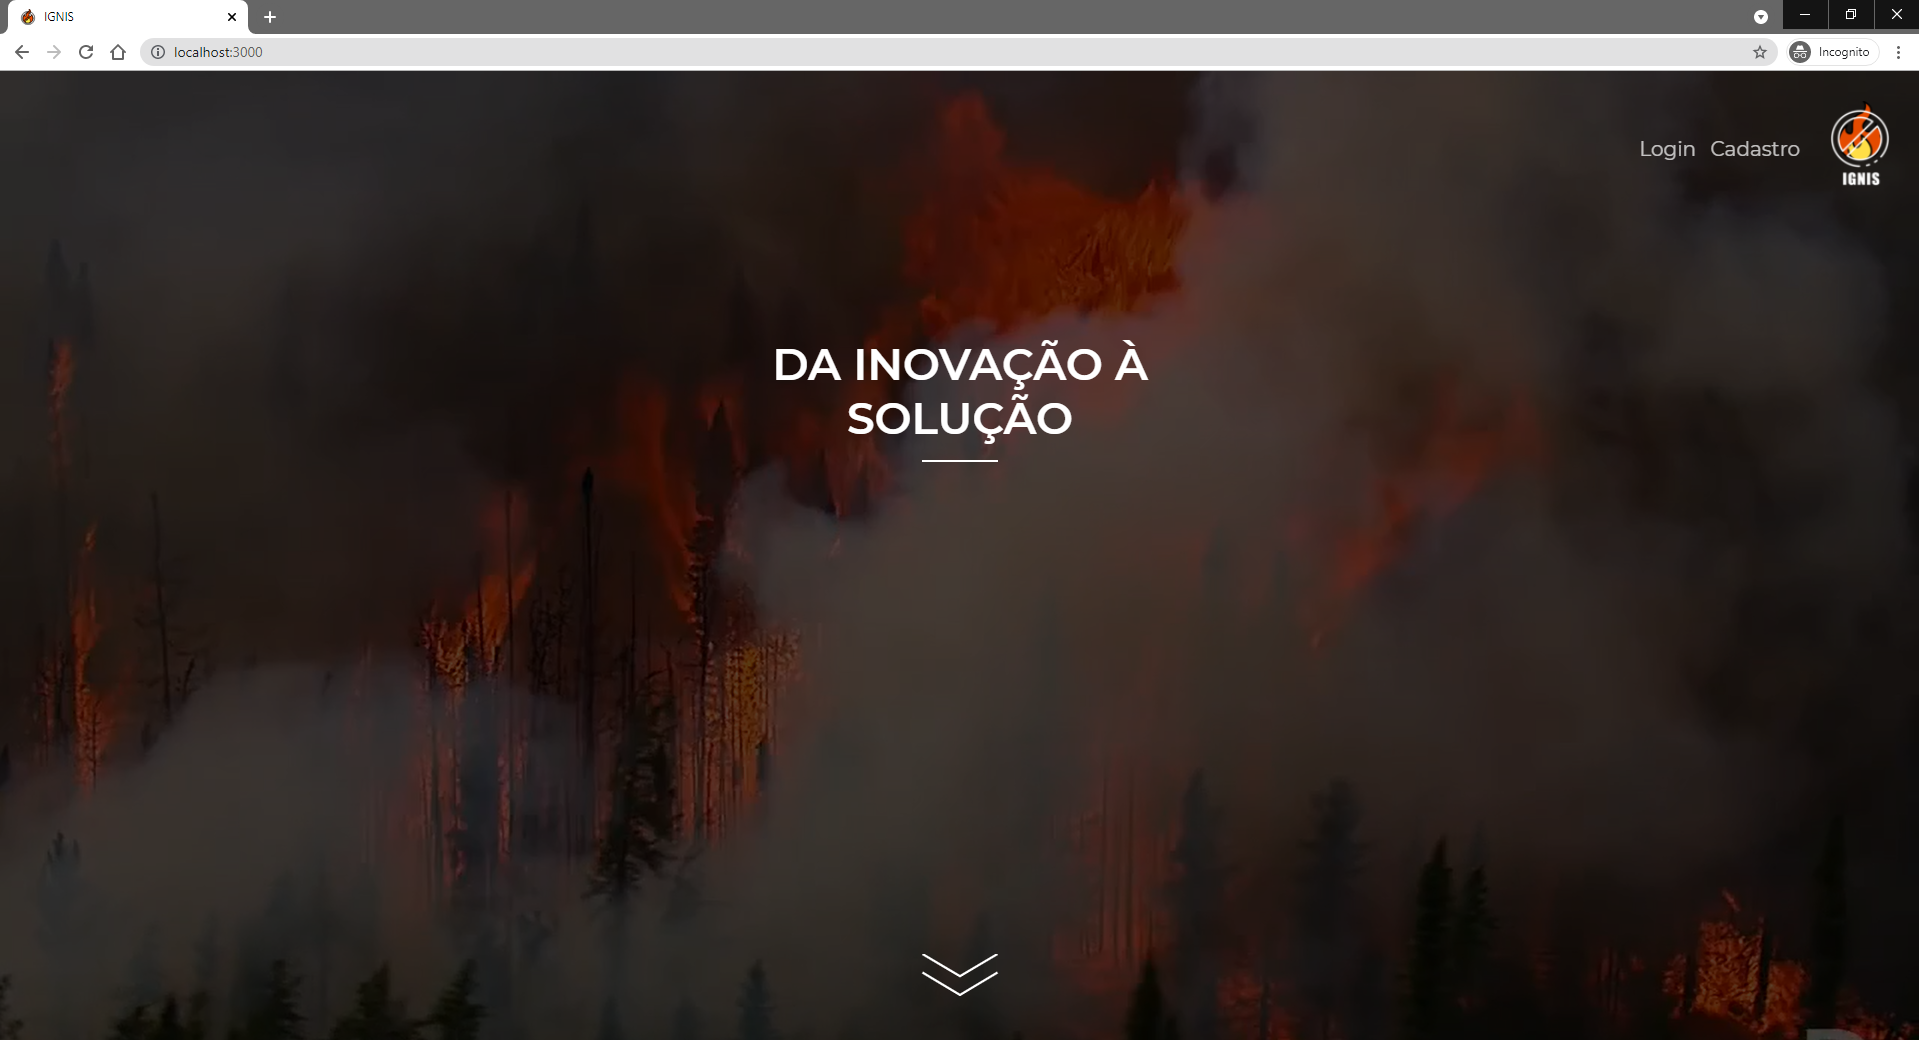 IGNIS
localhost:3000
Incognito
Login Cadastro
IGNIS
DA INOVAÇÃO À
SOLUÇÃO